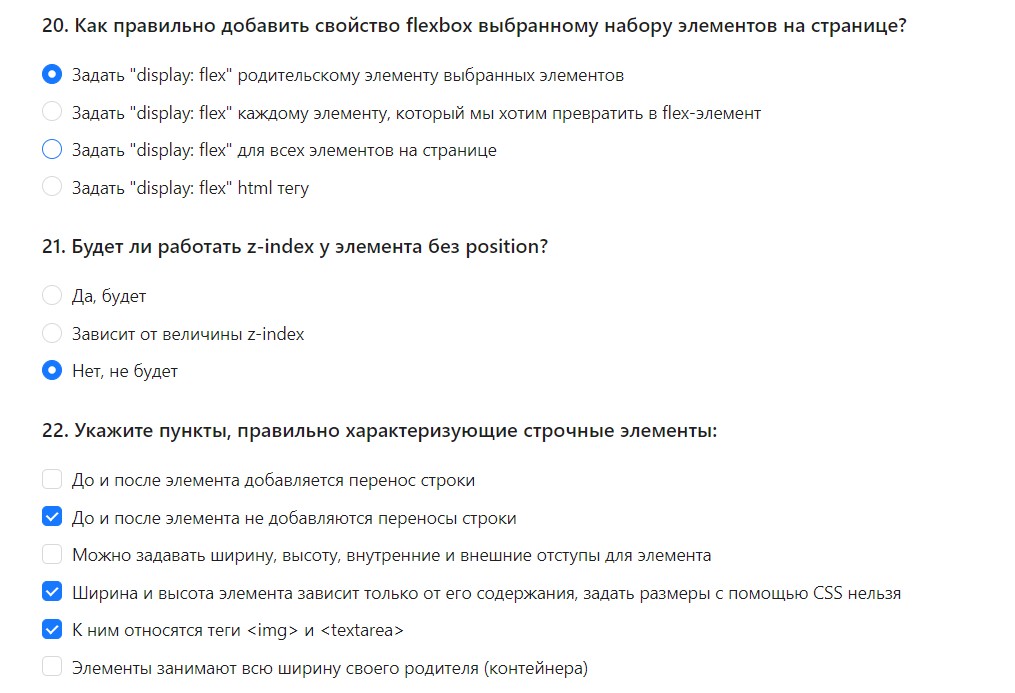 20. Как правильно добавить свойство flexbox выбранному набору элементов на странице?
Задать "display: flex" родительскому элементу выбранных элементов
Задать "display: flex" каждому элементу, который мы хотим превратить в flex-элемент
Задать "display: flex" для всех элементов на странице
Задать "display: flex" html тегу
21. Будет ли работать z-index у элемента без position?
Да, будет
Зависит от величины z-index
Нет, не будет
22. Укажите пункты, правильно характеризующие строчные элементы:
До и после элемента добавляется перенос строки
До и после элемента не добавляются переносы строки
Можно задавать ширину, высоту, внутренние и внешние отступы для элемента
Ширина и высота элемента зависит только от его содержания, задать размеры с помощью CSS нельзя
К ним относятся теги <img> и <textarea>
Элементы занимают всю ширину своего родителя (контейнера)